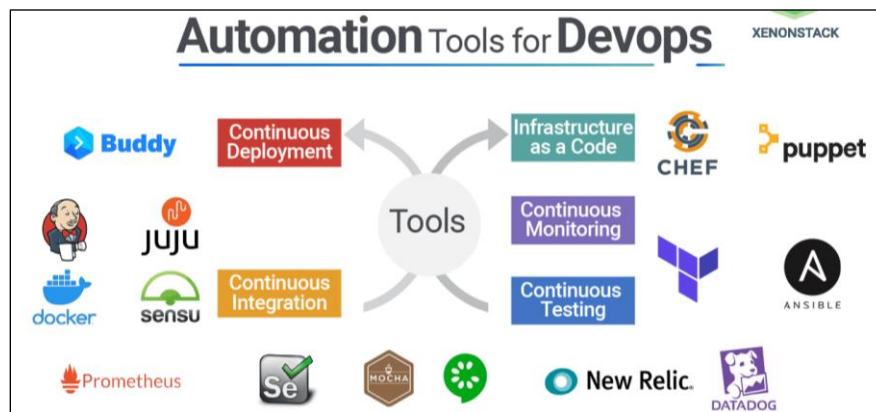 Automation Tools for Devops
XENONSTACK
Buddy
Continuous
Deployment
Infrastructure
as a Code
CHEF
puppet
JUJU
Tools
Continuous
Monitoring
docker
sensu
Continuous
Integration
Continuous
Testing
ANSIBLE
Prometheus
Se
MOCHA
New Relic.
DATADOG